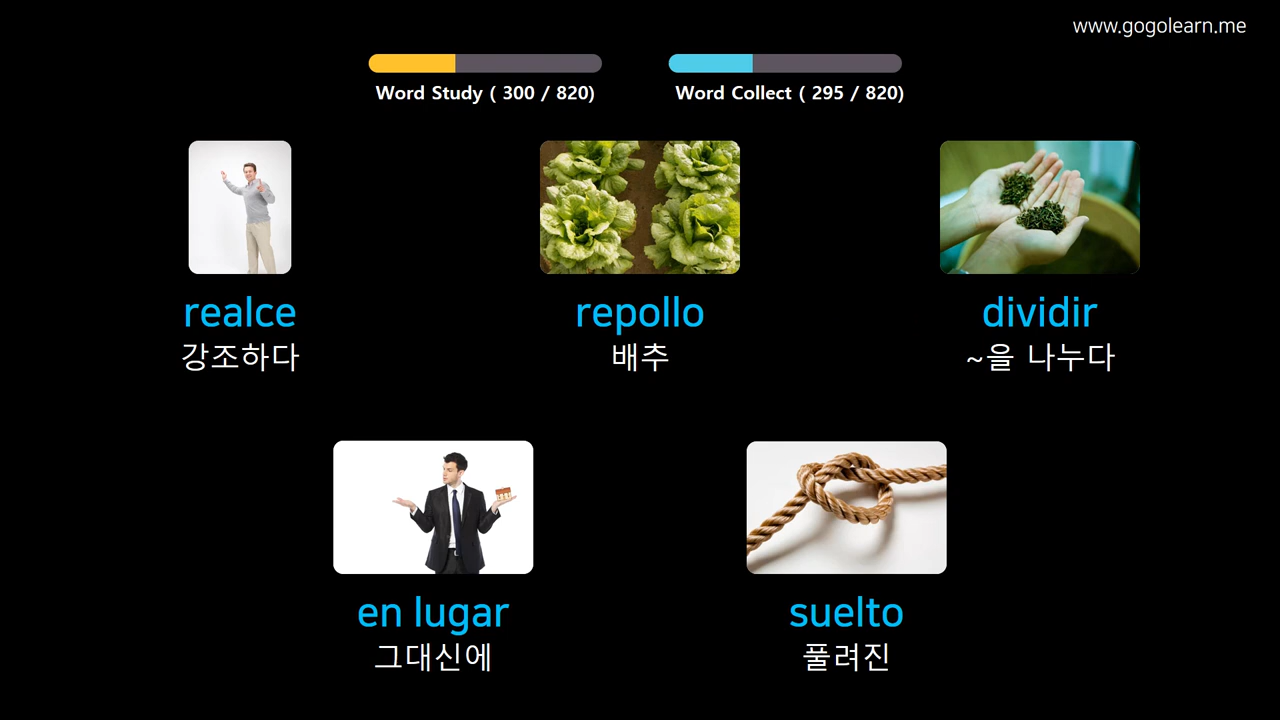 www.gogolearn.me
Word Study ( 300 / 820)
Word Collect ( 295 / 820)
realce
강조하다
repollo
배추
dividir
~을 나누다
en lugar
그대신에
suelto
풀려진